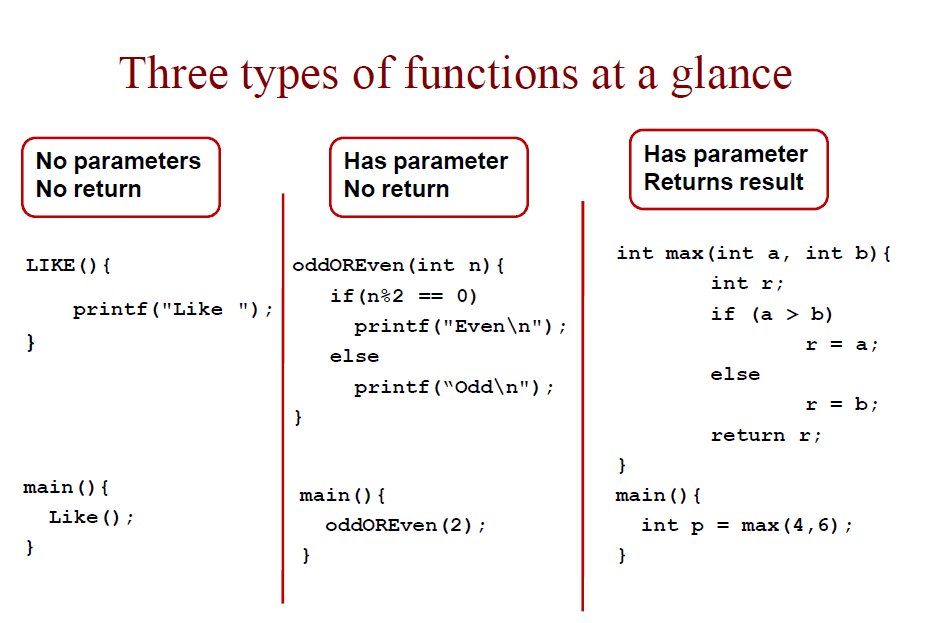 Three types of functions at a glance
No parameters
No return
LIKE(){
printf("Like ");
}
main(){
Like();
}
Has parameter
No return
oddOREven(int n){
if(n%2 == 0)
printf("Even\n");
else
printf(“Odd\n");
}
main(){
oddOREven(2);
}
Has parameter
Returns result
int max(int a, int b){
int r;
if (a > b)
r = a;
else
r = b;
return r;
}
main(){
int p = max(4,6);
}